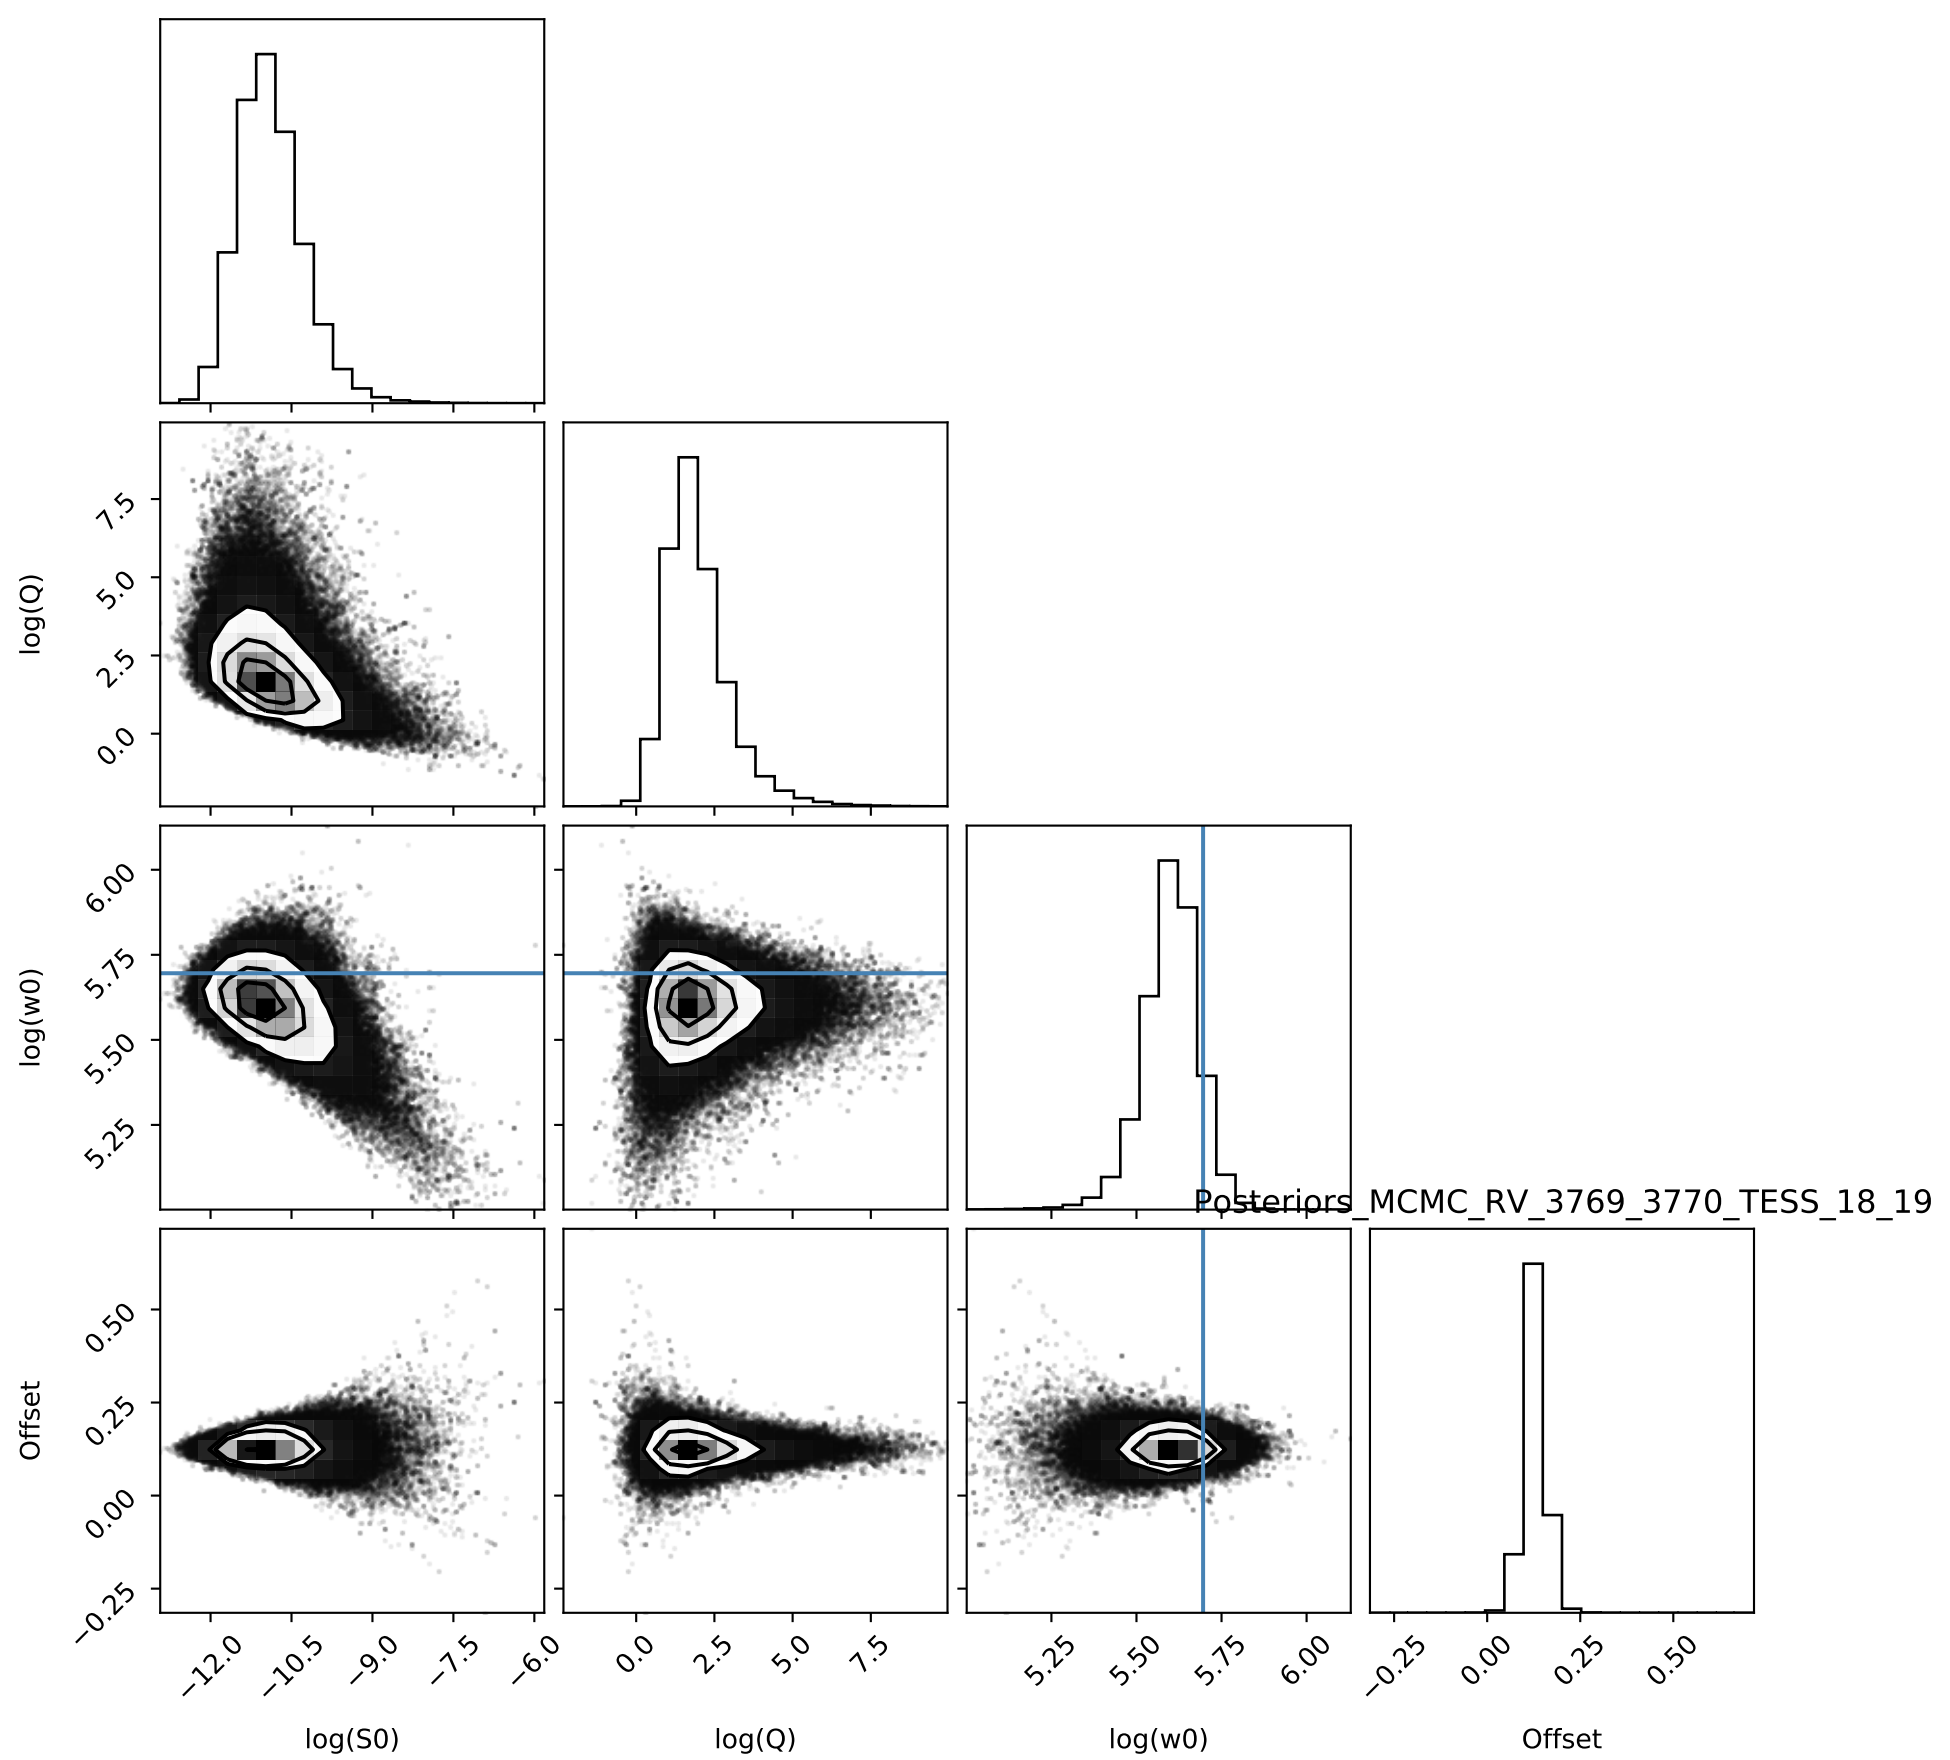 log(Q)
7.5
5.0
2.5
0.0
log(w0)
6.00
5.75
5.50
5.25
Posteriors_MCMC_RV_3769_3770_TESS_18_19
Offset
0.50
0.25
0.00
−0.25
−12.0 −10.5 −9.0 −7.5 −6.0 0.0 2.5 5.0 7.5 5.25 5.50 5.75 6.00 −0.25 0.00 0.25 0.50
log(S0) log(Q) log(w0) Offset